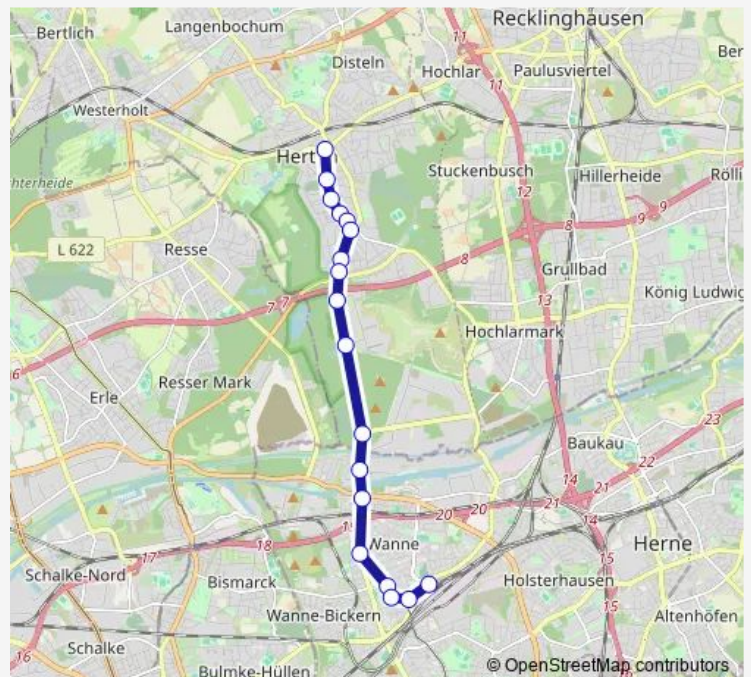 Recklinghausen
Bertlich
Langenbochum
11
Disteln
Hochlar
11
Paulusviertel
Ber
Westerholt
Hert
Stuckenbusch
Hillerheide
Rölli
chterheide
12
9
9
8
L 622
Resse
8
Grullbad
7
7
13
König Ludwig
Hochlarmark
6
Resser Mark
Erle
23
Baukau
22
14
21
20
20
21
14
Wanne
17
18
Herne
15
Schalke-Nord
Bismarck
Holsterhausen
15
Wanne-Bickern
Altenhöfen
Schalke
16
Bulmke-Hüllen
© OpenStreetMap contributors